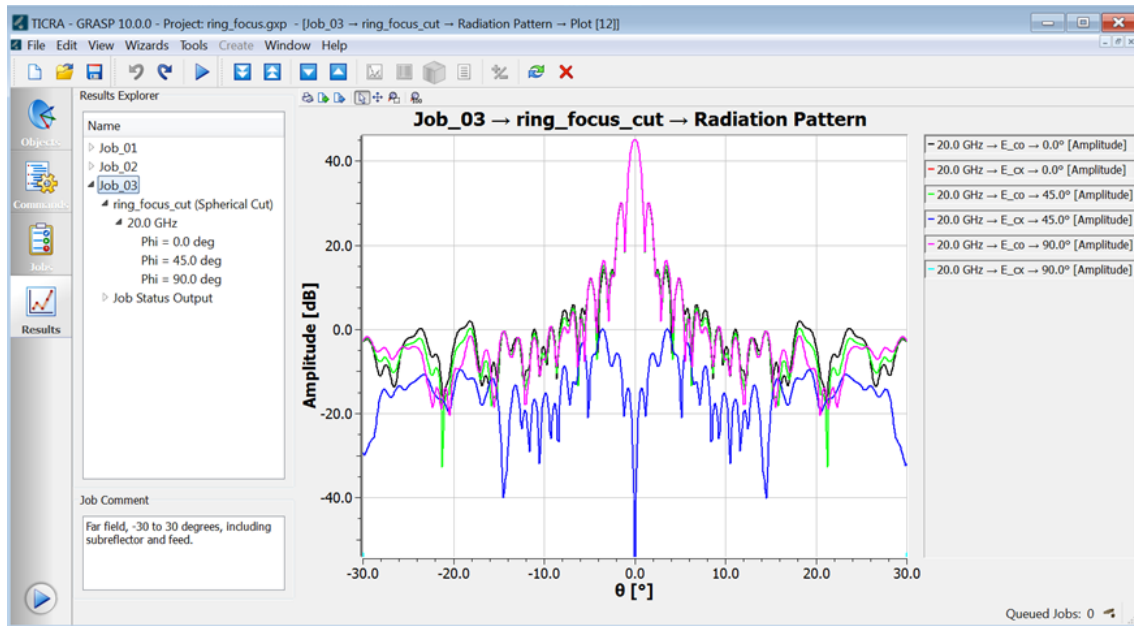 TICRA - GRASP 10.0.0 - Project: ring_focus.gxp - [Job_03 → ring_focus_cut → Radiation Pattern → Plot [12]]
File Edit View Wizards Tools Create Window Help
Results Explorer
Objects
Commands
Jobs
Results
Name
Job_01
Job_02
Job_03
ring_focus_cut (Spherical Cut)
20.0 GHz
Phi = 0.0 deg
Phi = 45.0 deg
Phi = 90.0 deg
Job Status Output
Job Comment
Far field, -30 to 30 degrees, including
subreflector and feed.
Job_03 → ring_focus_cut → Radiation Pattern
Amplitude [dB]
40.0
20.0
0.0
-20.0
-40.0
-30.0 -20.0 -10.0 0.0 10.0 20.0 30.0
θ [°]
20.0 GHz → E_co → 0.0º [Amplitude]
20.0 GHz → E_cx → 0.0º [Amplitude]
20.0 GHz → E_co → 45.0º [Amplitude]
20.0 GHz → E_cx → 45.0º [Amplitude]
20.0 GHz → E_co → 90.0º [Amplitude]
20.0 GHz → E_cx → 90.0º [Amplitude]
Queued Jobs: 0